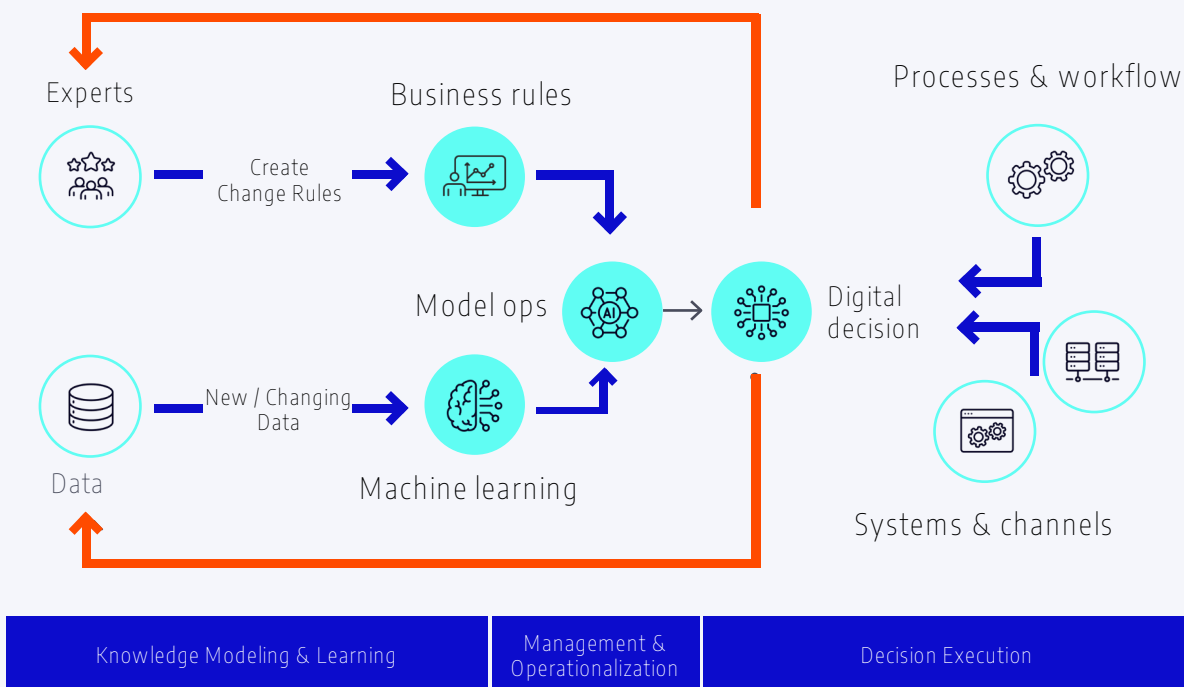 Experts
Business rules
Processes & workflow
Create
Change Rules
Model ops
AI
Digital
decision
New / Changing
Data
Data
Machine learning
Systems & channels
Knowledge Modeling & Learning
Management &
Operationalization
Decision Execution